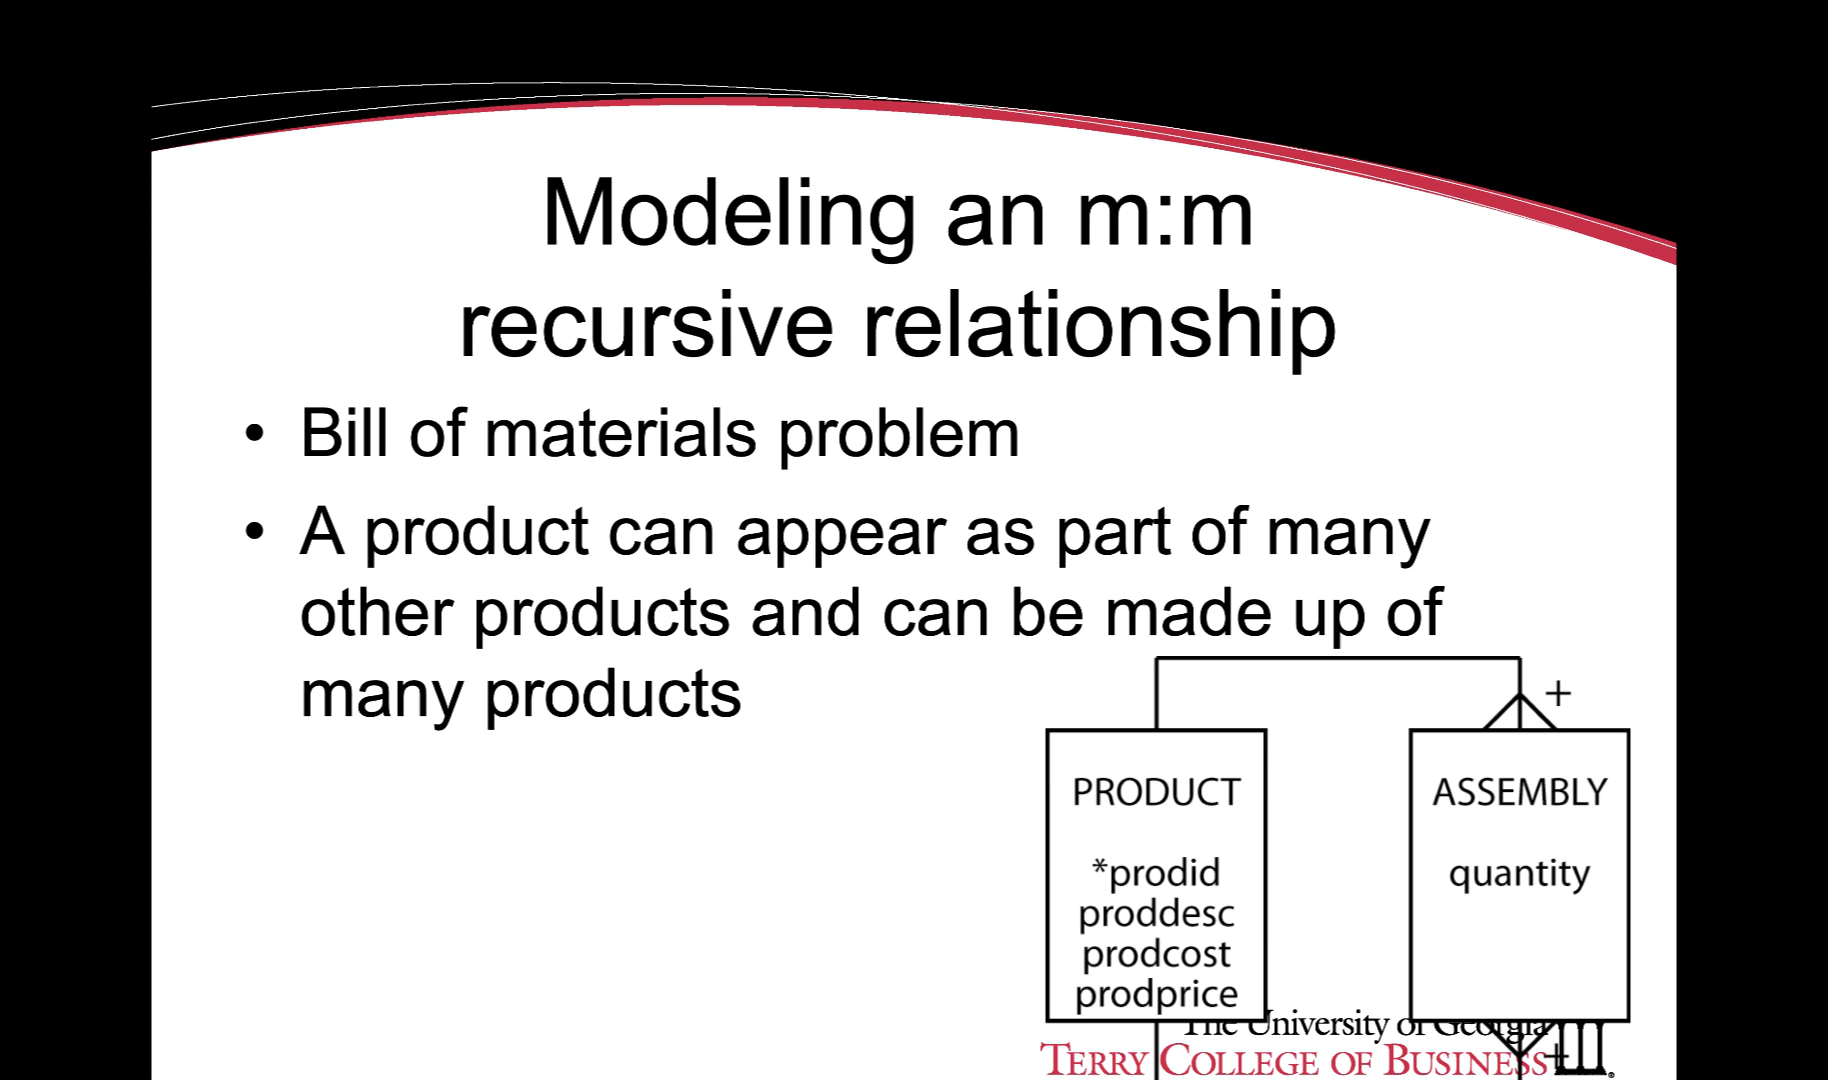 Modeling an m:m
recursive relationship
• Bill of materials problem
• A product can appear as part of many
other products and can be made up of
many products
+
PRODUCT
*prodid
proddesc
prodcost
prodprice
ASSEMBLY
quantity
The University of Georgia
TERRY COLLEGE OF BUSINESS
+